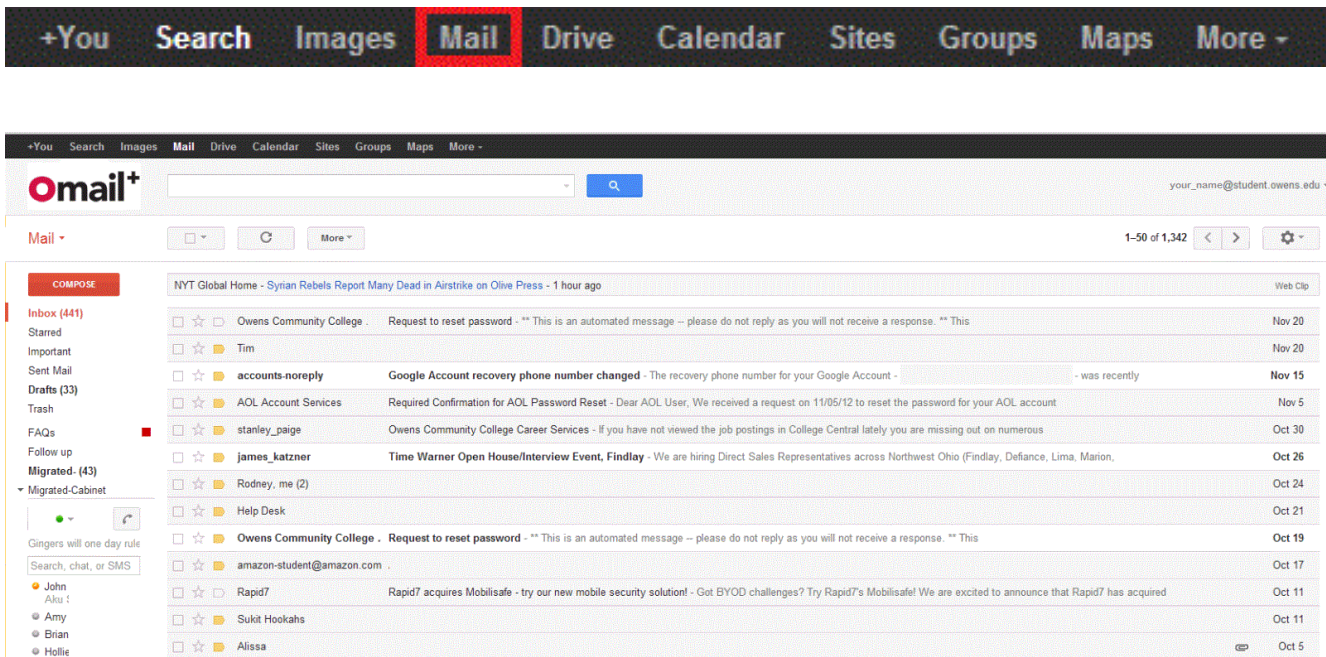 +You Search Images Mail Drive Calendar Sites Groups Maps More
+You Search Images Mail Drive Calendar Sites Groups Maps More
Omail+
your_name@student.owens.edu
Mail
More
1–50 of 1,342
COMPOSE
NYT Global Home - Syrian Rebels Report Many Dead in Airstrike on Olive Press - 1 hour ago Web Clip
Inbox (441)
Starred
Important
Sent Mail
Drafts (33)
Trash
FAQs
Follow up
Migrated- (43)
Migrated-Cabinet
Gingers will one day rule
Search, chat, or SMS
John
Aku
Amy
Brian
Hollie
Owens Community College . Request to reset password - ** This is an automated message -- please do not reply as you will not receive a response. ** This Nov 20
Tim Nov 20
accounts-noreply Google Account recovery phone number changed - The recovery phone number for your Google Account - - was recently Nov 15
AOL Account Services Required Confirmation for AOL Password Reset - Dear AOL User, We received a request on 11/05/12 to reset the password for your AOL account Nov 5
stanley_paige Owens Community College Career Services - If you have not viewed the job postings in College Central lately you are missing out on numerous Oct 30
james_katzner Time Warner Open House/Interview Event, Findlay - We are hiring Direct Sales Representatives across Northwest Ohio (Findlay, Defiance, Lima, Marion, Oct 26
Rodney, me (2) Oct 24
Help Desk Oct 21
Owens Community College . Request to reset password - ** This is an automated message -- please do not reply as you will not receive a response. ** This Oct 19
amazon-student@amazon.com . Oct 17
Rapid7 Rapid7 acquires Mobilisafe - try our new mobile security solution! - Got BYOD challenges? Try Rapid7's Mobilisafe! We are excited to announce that Rapid7 has acquired Oct 11
Sukit Hookahs Oct 11
Alissa Oct 5